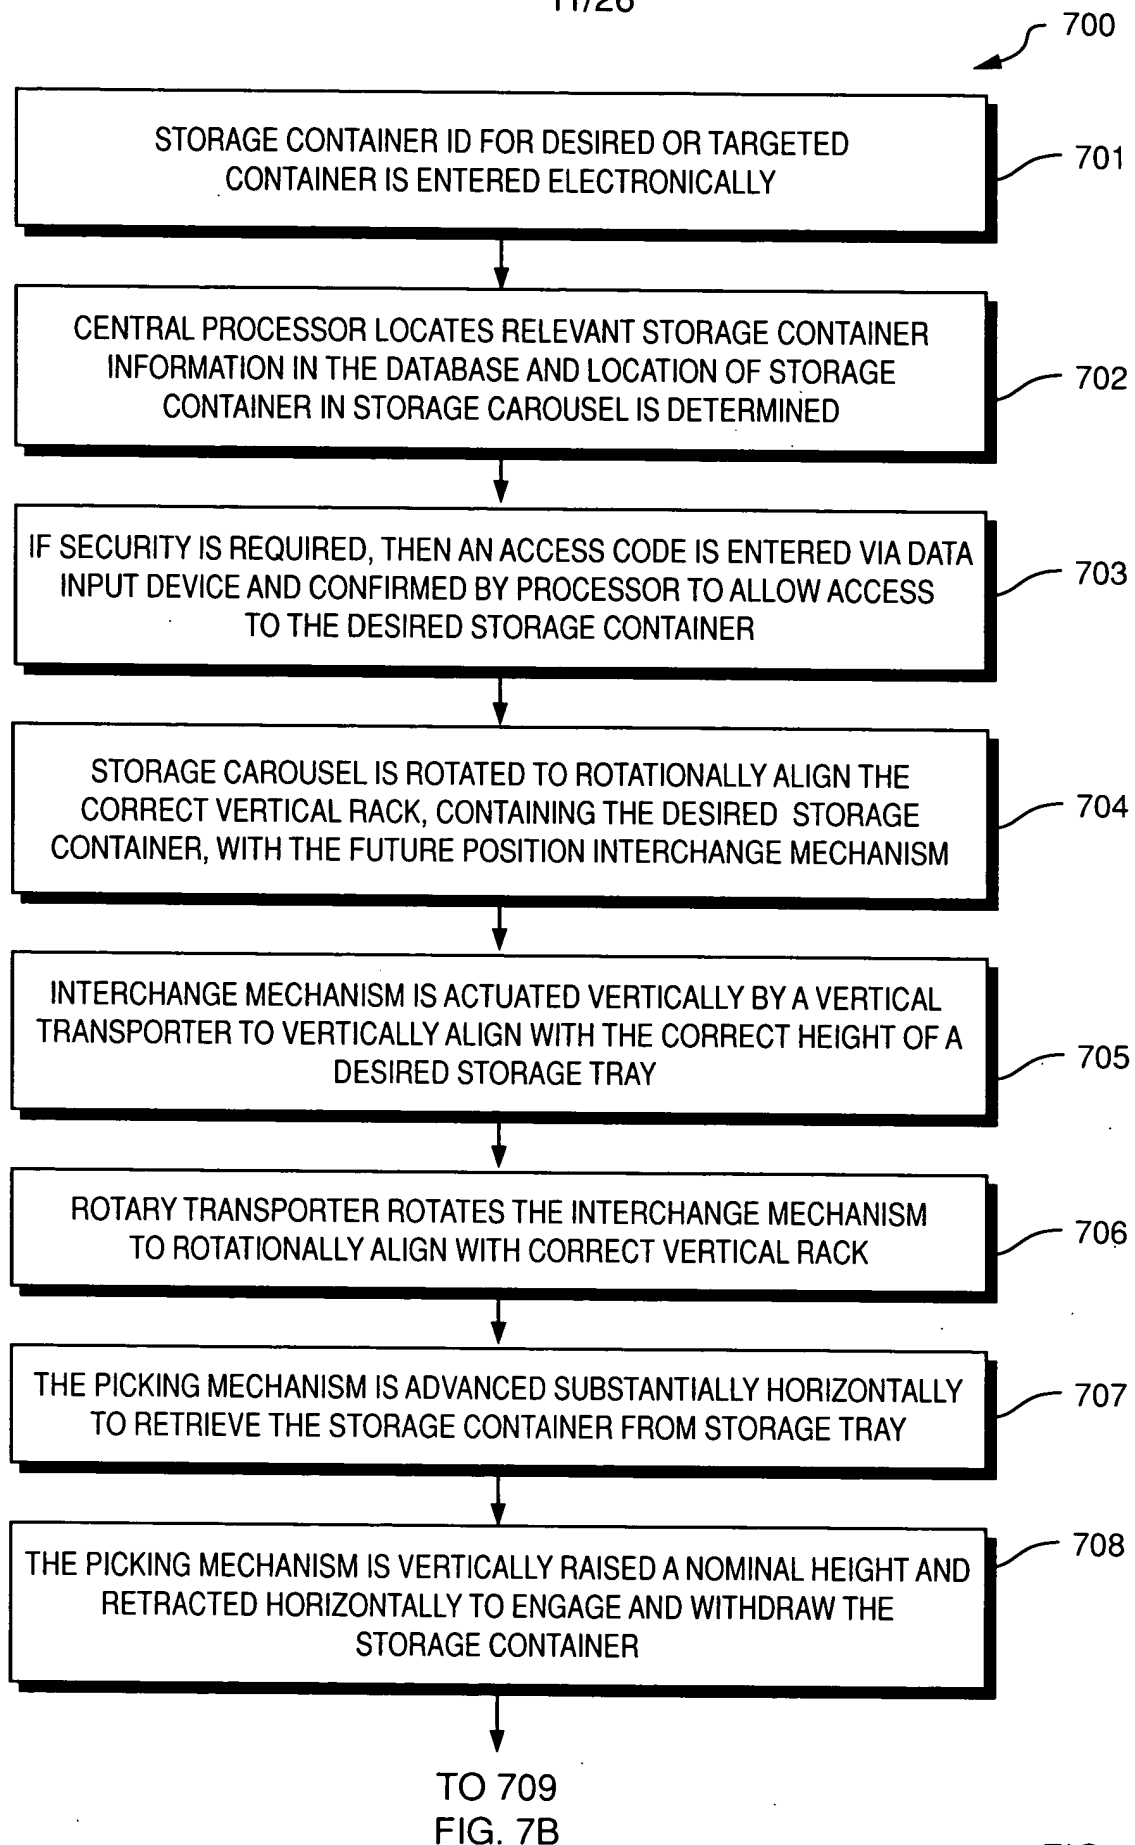 11/26
700
STORAGE CONTAINER ID FOR DESIRED OR TARGETED
CONTAINER IS ENTERED ELECTRONICALLY
701
CENTRAL PROCESSOR LOCATES RELEVANT STORAGE CONTAINER
INFORMATION IN THE DATABASE AND LOCATION OF STORAGE
CONTAINER IN STORAGE CAROUSEL IS DETERMINED
702
IF SECURITY IS REQUIRED, THEN AN ACCESS CODE IS ENTERED VIA DATA
INPUT DEVICE AND CONFIRMED BY PROCESSOR TO ALLOW ACCESS
TO THE DESIRED STORAGE CONTAINER
703
STORAGE CAROUSEL IS ROTATED TO ROTATIONALLY ALIGN THE
CORRECT VERTICAL RACK, CONTAINING THE DESIRED STORAGE
CONTAINER, WITH THE FUTURE POSITION INTERCHANGE MECHANISM
704
INTERCHANGE MECHANISM IS ACTUATED VERTICALLY BY A VERTICAL
TRANSPORTER TO VERTICALLY ALIGN WITH THE CORRECT HEIGHT OF A
DESIRED STORAGE TRAY
705
ROTARY TRANSPORTER ROTATES THE INTERCHANGE MECHANISM
TO ROTATIONALLY ALIGN WITH CORRECT VERTICAL RACK
706
THE PICKING MECHANISM IS ADVANCED SUBSTANTIALLY HORIZONTALLY
TO RETRIEVE THE STORAGE CONTAINER FROM STORAGE TRAY
707
THE PICKING MECHANISM IS VERTICALLY RAISED A NOMINAL HEIGHT AND
RETRACTED HORIZONTALLY TO ENGAGE AND WITHDRAW THE
STORAGE CONTAINER
708
TO 709
FIG. 7B